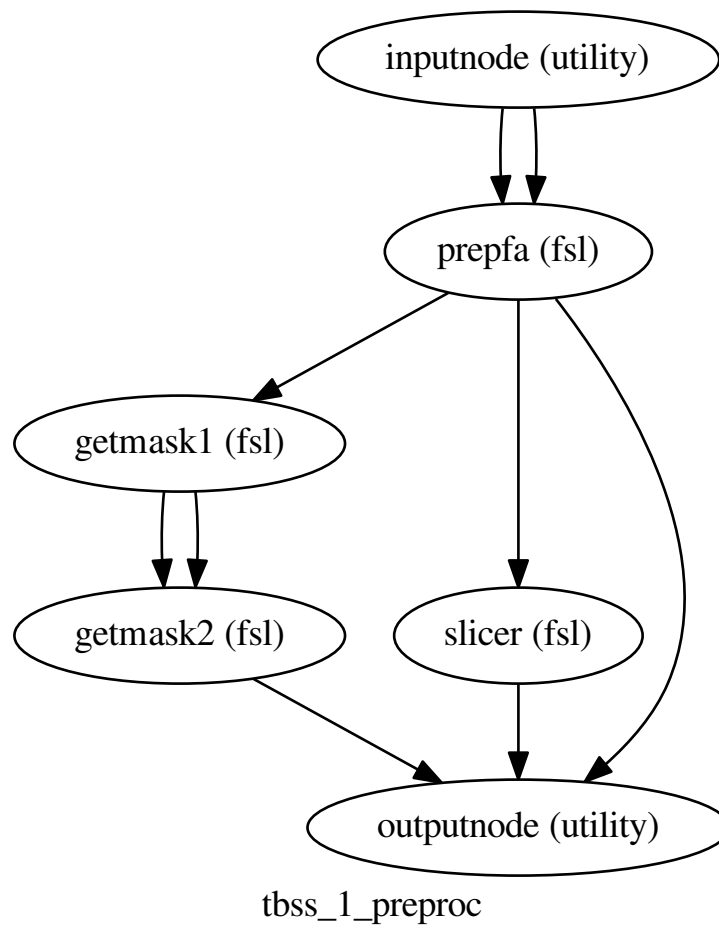 inputnode (utility)
prepfa (fsl)
getmask1 (fsl)
getmask2 (fsl)
slicer (fsl)
outputnode (utility)
tbss_1_preproc